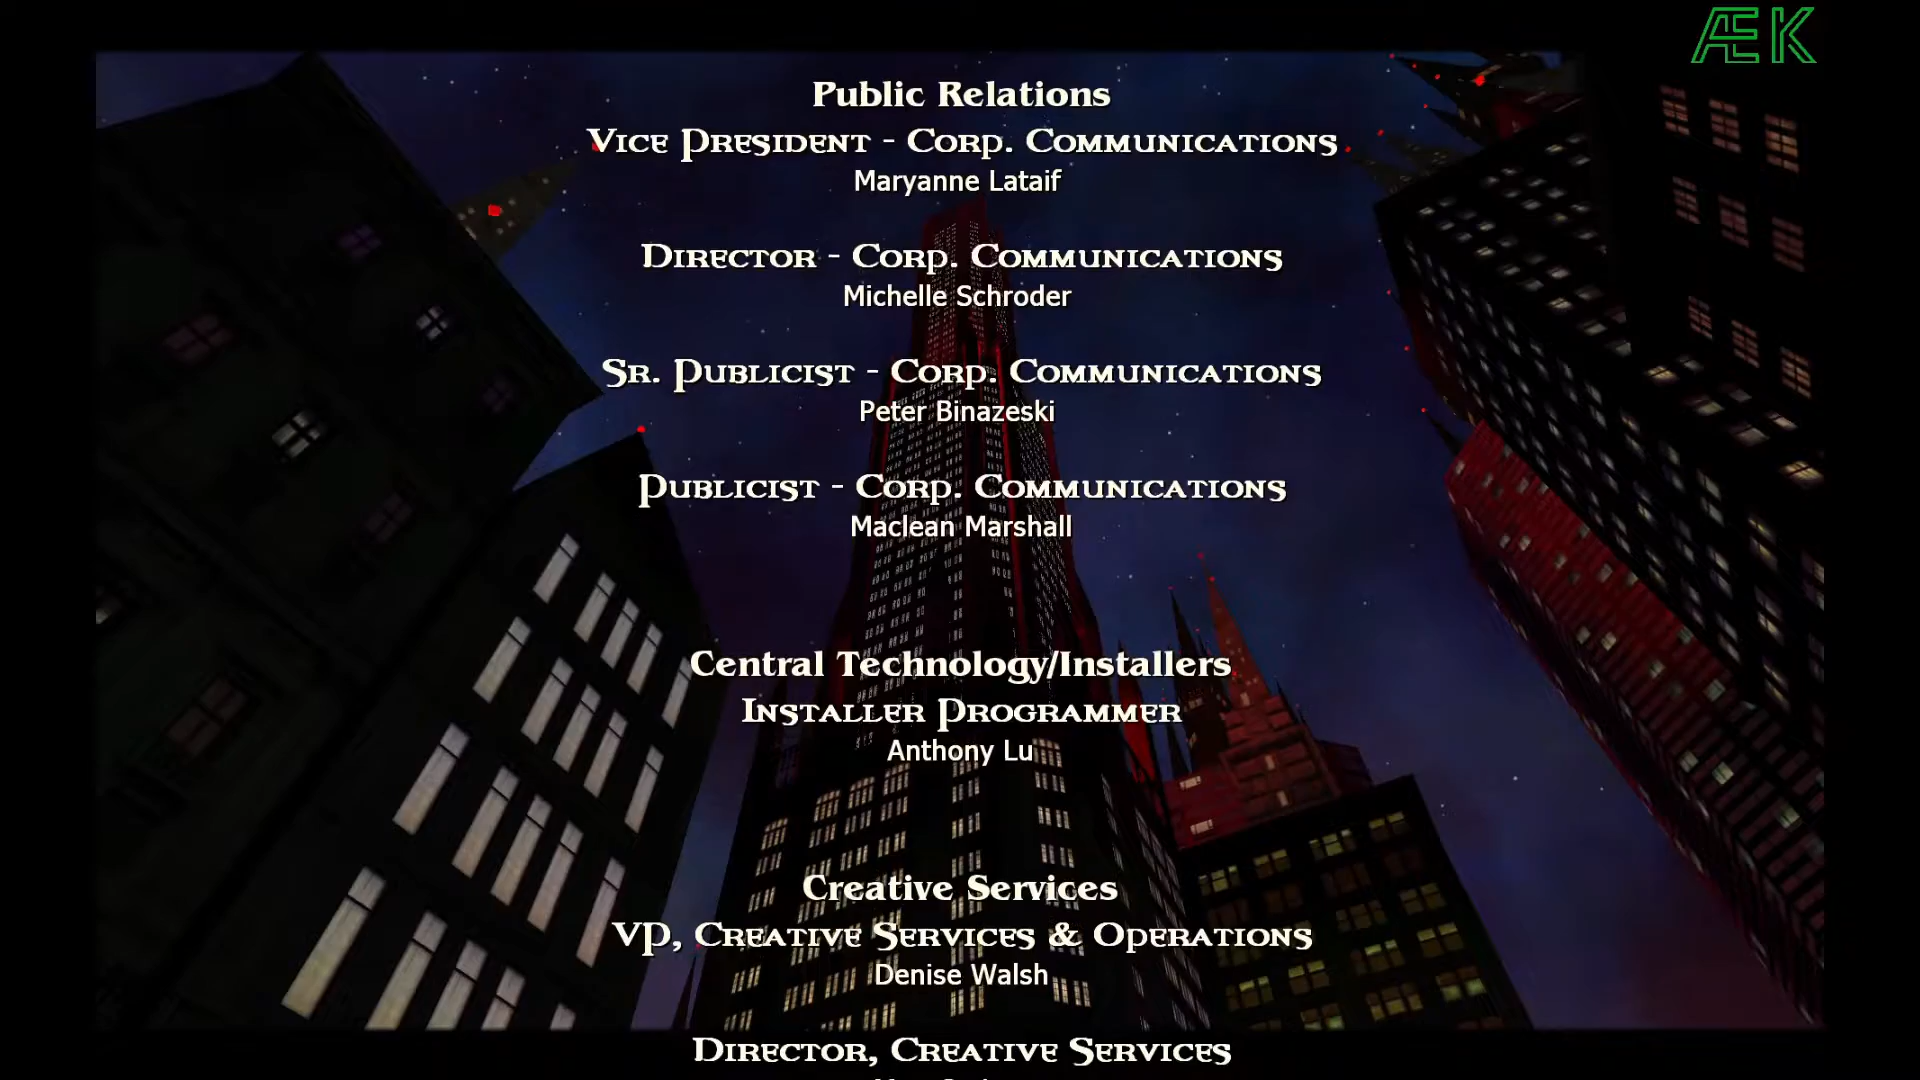 ÆK
Public Relations
Vice President - Corp. Communications
Maryanne Lataif
Director - Corp. Communications
Michelle Schroder
Sr. Publicist - Corp. Communications
Peter Binazeski
Publicist - Corp. Communications
Maclean Marshall
Central Technology/Installers
Installer Programmer
Anthony Lu
Creative Services
VP, Creative Services & Operations
Denise Walsh
Director, Creative Services